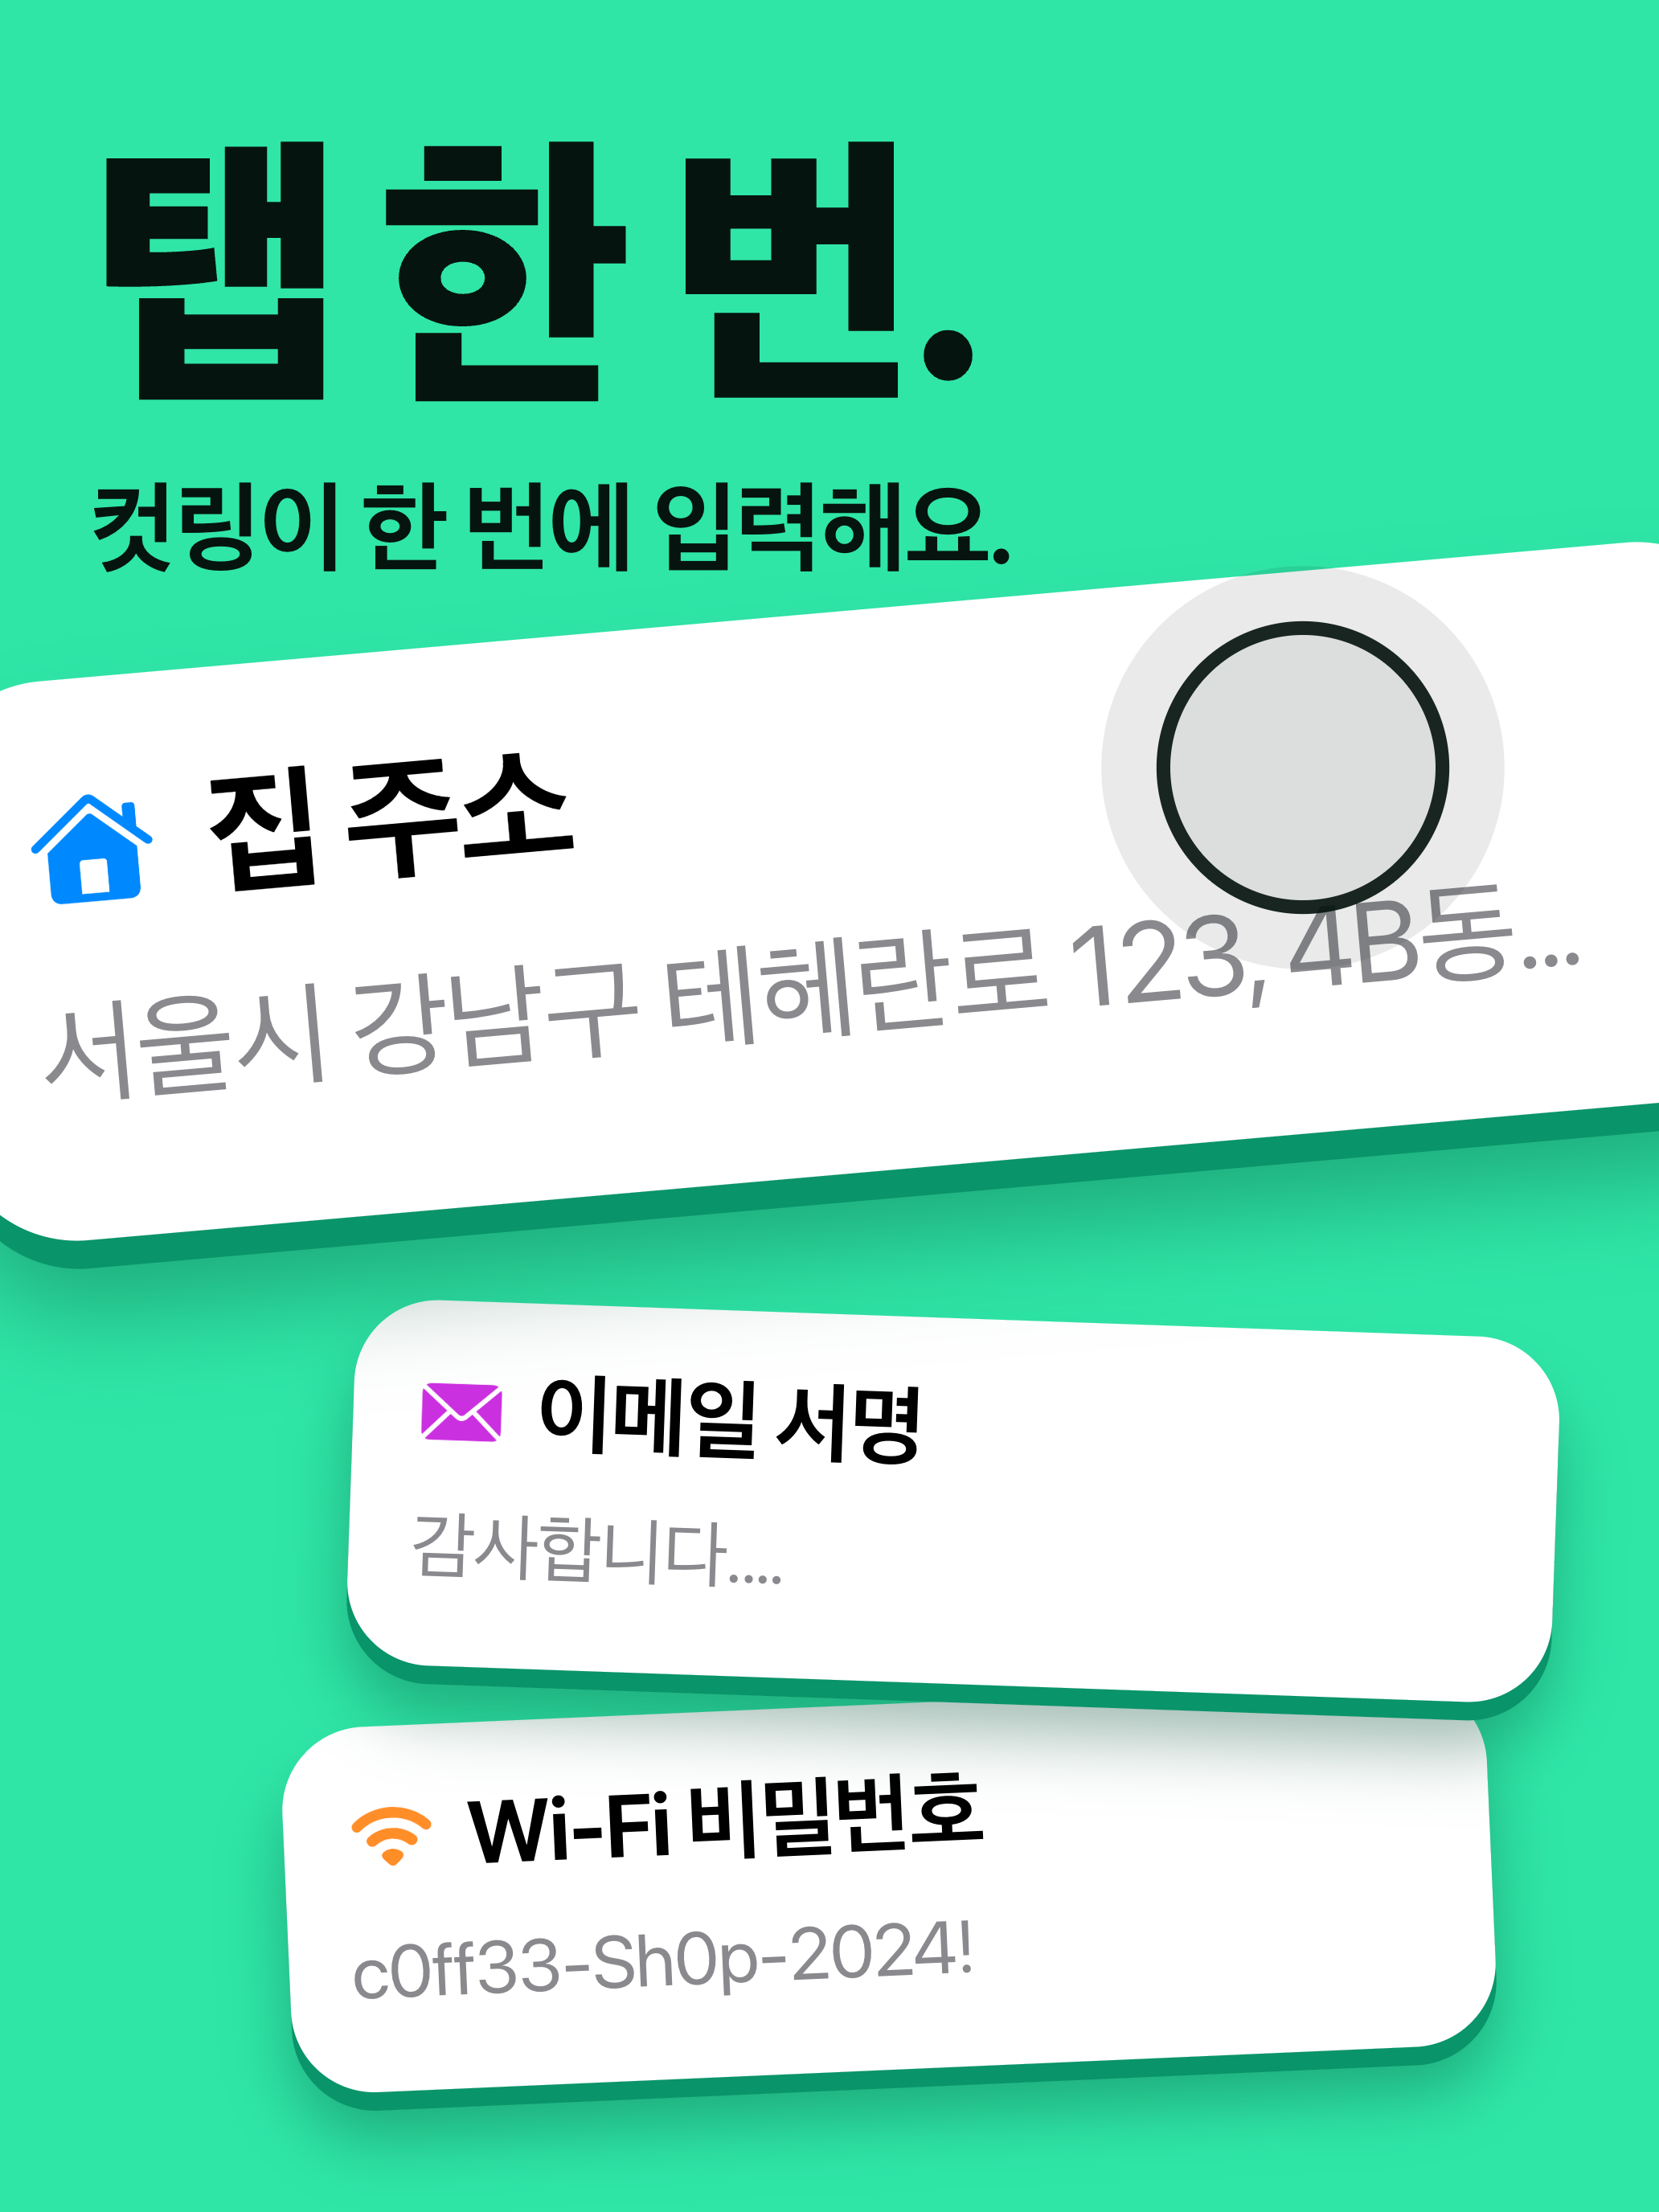 탭 한 번.
컷링이 한 번에 입력해요.
집 주소
서울시 강남구 테헤란로 123, 4B동...
이메일 서명
감사합니다....
Wi-Fi 비밀번호
c0ff33-Sh0p-2024!